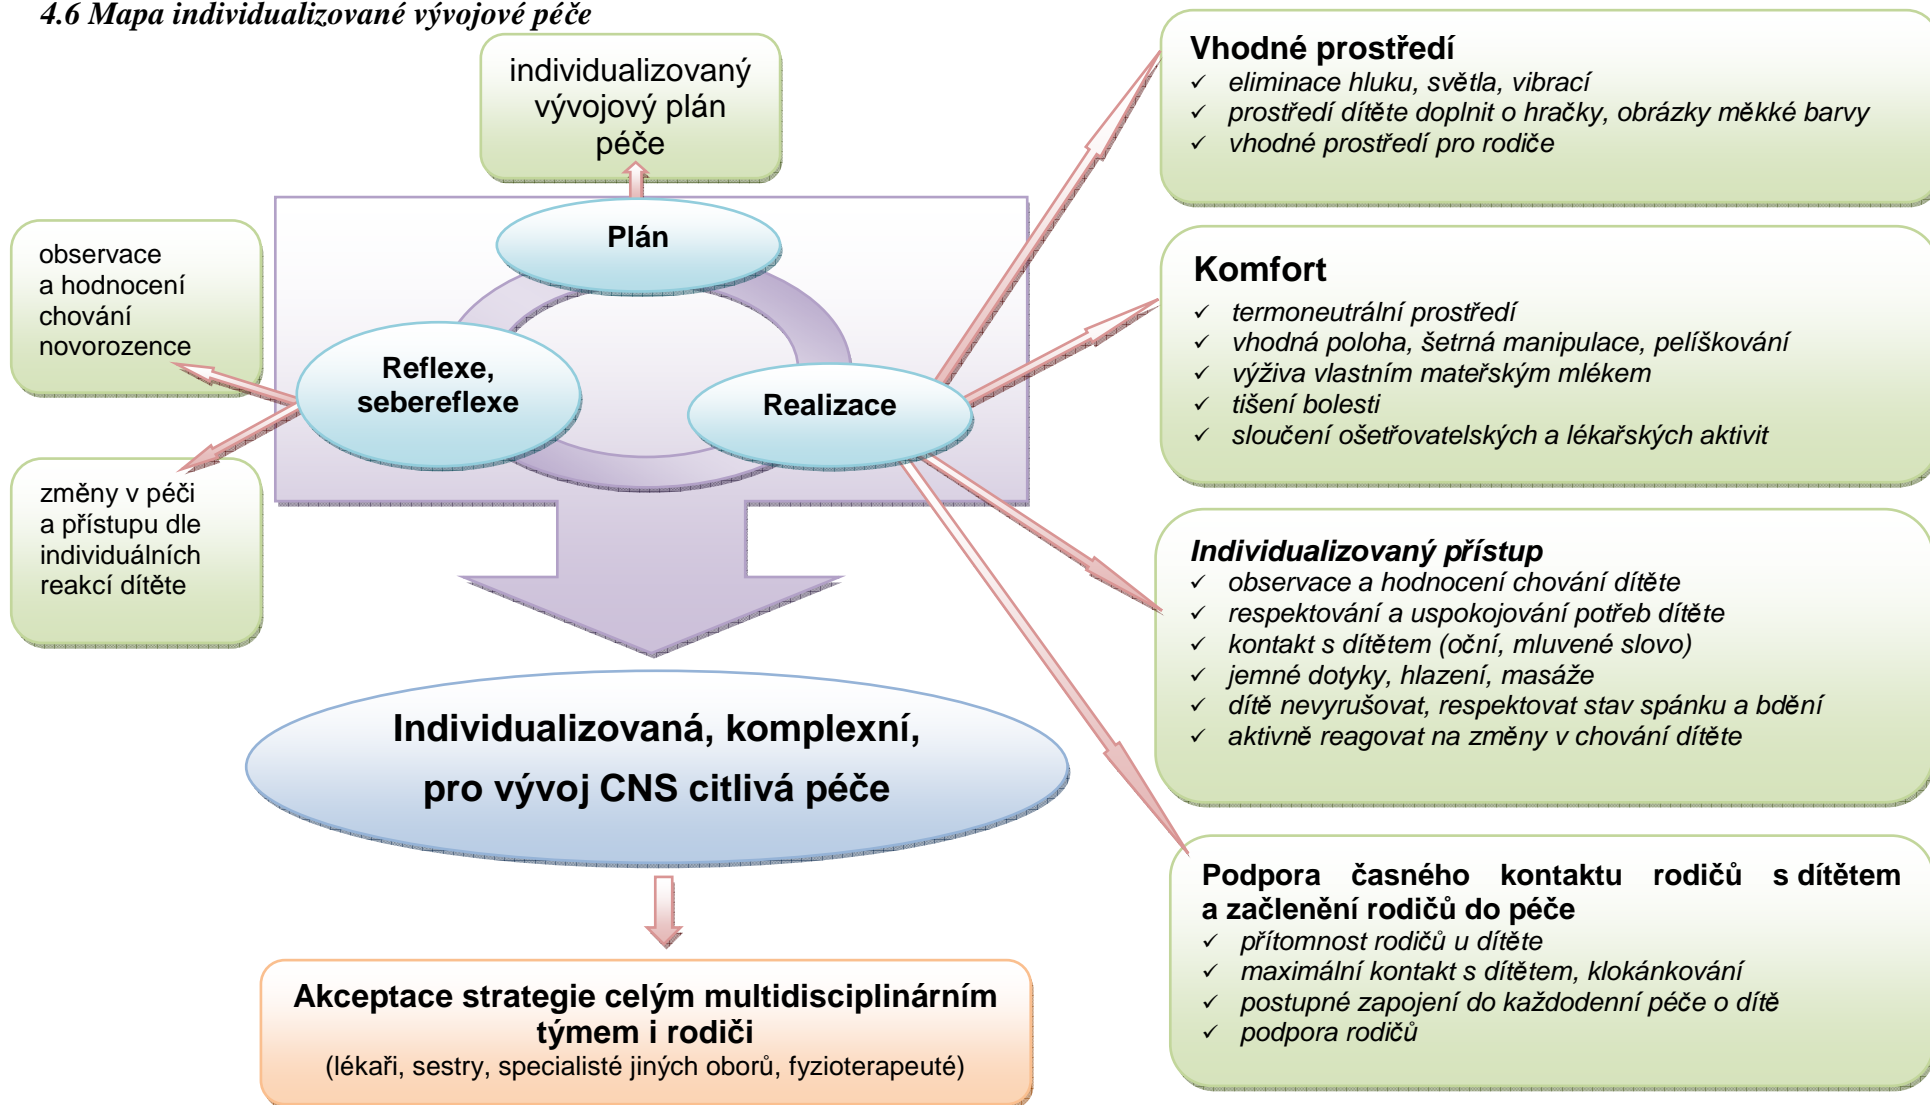 4.6 Mapa individualizované vývojové péče
individualizovaný
vývojový plán
péče
Plán
Reflexe,
sebereflexe
Realizace
observace
a hodnocení
chování
novorozence
změny v péči
a přístupu dle
individuálních
reakcí dítěte
Individualizovaná, komplexní,
pro vývoj CNS citlivá péče
Akceptace strategie celým multidisciplinárním
týmem i rodiči
(lékaři, sestry, specialisté jiných oborů, fyzioterapeuté)
Vhodné prostředí
✓ eliminace hluku, světla, vibrací
✓ prostředí dítěte doplnit o hračky, obrázky měkké barvy
✓ vhodné prostředí pro rodiče
Komfort
✓ termoneutrální prostředí
✓ vhodná poloha, šetrná manipulace, pelíškování
✓ výživa vlastním mateřským mlékem
✓ tišení bolesti
✓ sloučení ošetřovatelských a lékařských aktivit
Individualizovaný přístup
✓ observace a hodnocení chování dítěte
✓ respektování a uspokojování potřeb dítěte
✓ kontakt s dítětem (oční, mluvené slovo)
✓ jemné dotyky, hlazení, masáže
✓ dítě nevyrušovat, respektovat stav spánku a bdění
✓ aktivně reagovat na změny v chování dítěte
Podpora časného kontaktu rodičů s dítětem
a začlenění rodičů do péče
✓ přítomnost rodičů u dítěte
✓ maximální kontakt s dítětem, klokánkování
✓ postupné zapojení do každodenní péče o dítě
✓ podpora rodičů